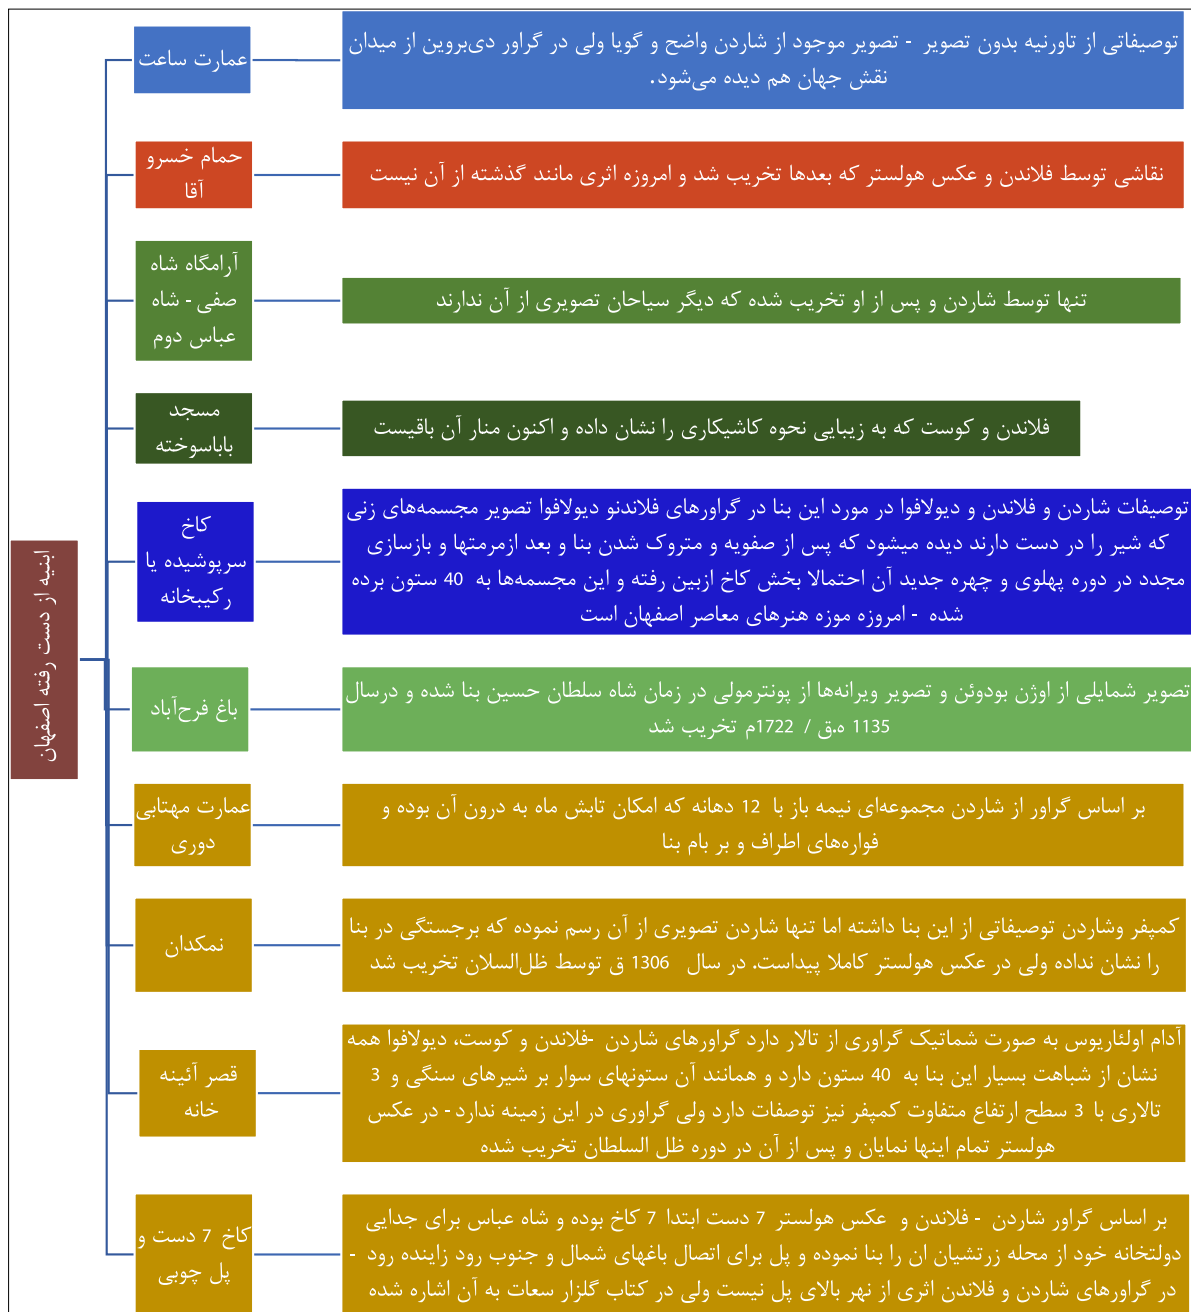 ابنیه از دست رفته اصفهان
عمارت ساعت
توصیفاتی از تاورنیه بدون تصویر - تصویر موجود از شاردن واضح و گویا ولی در گراور دی‌بروین از میدان
نقش جهان هم دیده می‌شود.
حمام خسرو
آقا
نقاشی توسط فلاندن و عکس هولستر که بعدها تخریب شد و امروزه اثری مانند گذشته از آن نیست
آرامگاه شاه
صفی - شاه
عباس دوم
تنها توسط شاردن و پس از او تخریب شده که دیگر سیاحان تصویری از آن ندارند
مسجد
باباسوخته
فلاندن و کوست که به زیبایی نحوه کاشیکاری را نشان داده و اکنون منار آن باقیست
کاخ
سرپوشیده یا
رکیبخانه
توصیفات شاردن و فلاندن و دیولافوا در مورد این بنا در گراورهای فلاندنو دیولافوا تصویر مجسمه‌های زنی
که شیر را در دست دارند دیده میشود که پس از صفویه و متروک شدن بنا و بعد ازمرمتها و بازسازی
مجدد در دوره پهلوی و چهره جدید آن احتمالا بخش کاخ ازبین رفته و این مجسمه‌ها به 40 ستون برده
شده - امروزه موزه هنرهای معاصر اصفهان است
باغ فرح‌آباد
تصویر شمایلی از اوژن بودوئن و تصویر ویرانه‌ها از پونترمولی در زمان شاه سلطان حسین بنا شده و درسال
1135 ه.ق / 1722م تخریب شد
عمارت مهتابی
دوری
بر اساس گراور از شاردن مجموعه‌ای نیمه باز با 12 دهانه که امکان تابش ماه به درون آن بوده و
فواره‌های اطراف و بر بام بنا
نمکدان
کمپفر وشاردن توصیفاتی از این بنا داشته اما تنها شاردن تصویری از آن رسم نموده که برجستگی در بنا
را نشان نداده ولی در عکس هولستر کاملا پیداست. در سال 1306 ق توسط ظل‌السلان تخریب شد
قصر آئینه
خانه
آدام اولئاریوس به صورت شماتیک گراوری از تالار دارد گراورهای شاردن -فلاندن و کوست، دیولافوا همه
نشان از شباهت بسیار این بنا به 40 ستون دارد و همانند آن ستونهای سوار بر شیرهای سنگی و 3
تالاری با 3 سطح ارتفاع متفاوت کمپفر نیز توصفات دارد ولی گراوری در این زمینه ندارد - در عکس
هولستر تمام اینها نمایان و پس از آن در دوره ظل السلطان تخریب شده
کاخ 7 دست و
پل چوبی
بر اساس گراور شاردن - فلاندن و عکس هولستر 7 دست ابتدا 7 کاخ بوده و شاه عباس برای جدایی
دولتخانه خود از محله زرتشیان ان را بنا نموده و پل برای اتصال باغهای شمال و جنوب رود زاینده رود -
در گراورهای شاردن و فلاندن اثری از نهر بالای پل نیست ولی در کتاب گلزار سعات به آن اشاره شده